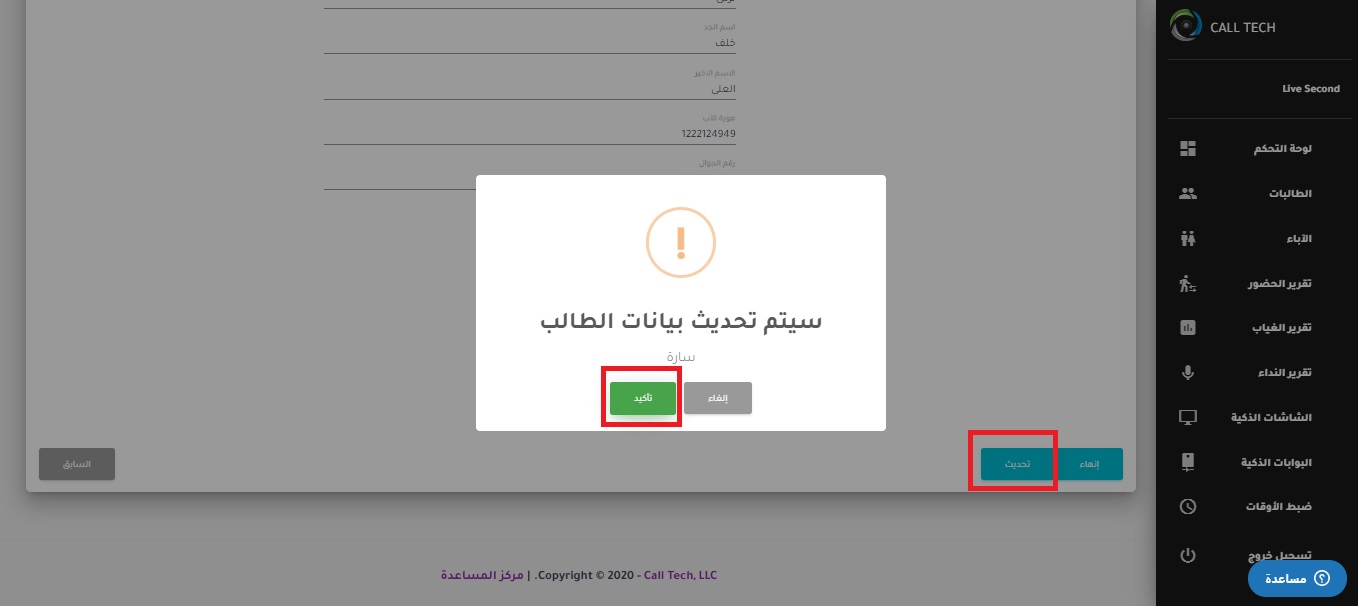 CALL TECH
Live Second
لوحة التحكم
الطالبات
الآباء
تقرير الحضور
تقرير الغياب
تقرير النداء
الشاشات الذكية
البوابات الذكية
ضبط الأوقات
تسجيل خروج
مساعدة
اسم الجد
خلف
الاسم الاخير
العلي
هوية الأب
1222124949
رقم الجوال
سيتم تحديث بيانات الطالب
سارة
إلغاء
تأكيد
إنهاء
تحديث
السابق
Copyright © 2020 - Call Tech, LLC. | مركز المساعدة